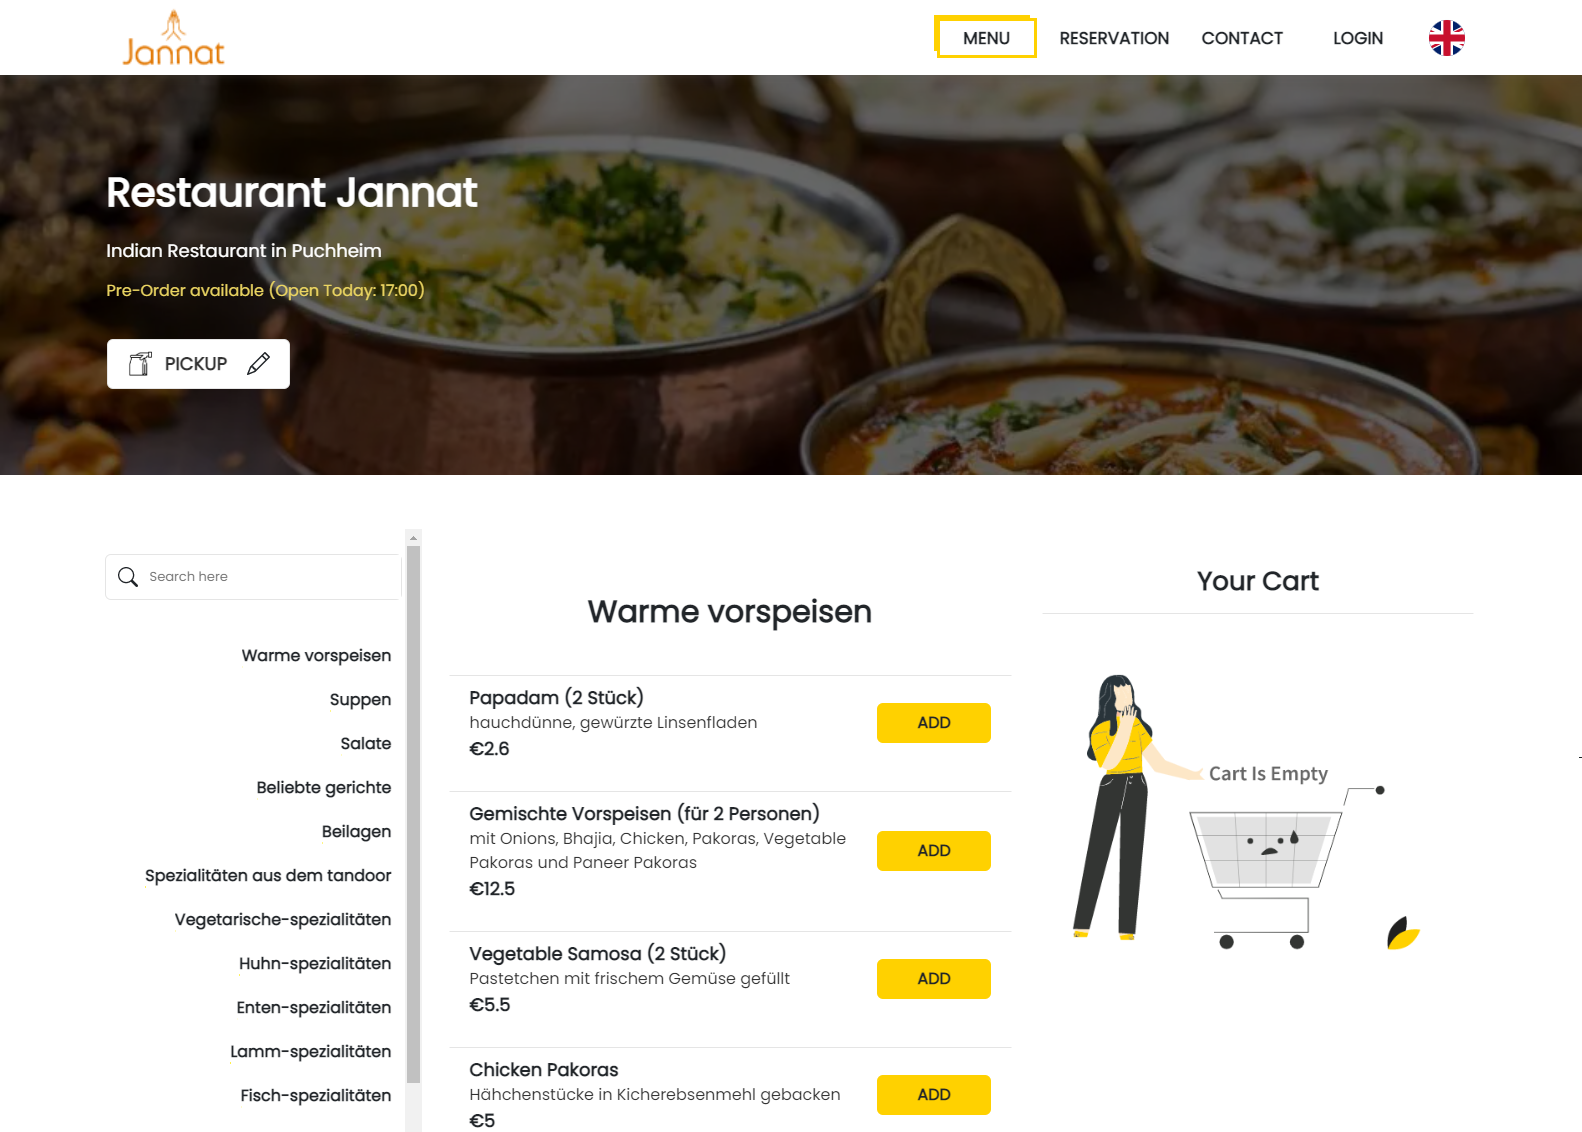 Jannat
MENU
RESERVATION
CONTACT
LOGIN
Restaurant Jannat
Indian Restaurant in Puchheim
Pre-Order available (Open Today: 17:00)
PICKUP
Search here
Warme vorspeisen
Suppen
Salate
Beliebte gerichte
Beilagen
Spezialitäten aus dem tandoor
Vegetarische-spezialitäten
Huhn-spezialitäten
Enten-spezialitäten
Lamm-spezialitäten
Fisch-spezialitäten
Warme vorspeisen
Papadam (2 Stück)
hauchdünne, gewürzte Linsenfladen
€2.6
ADD
Gemischte Vorspeisen (für 2 Personen)
mit Onions, Bhajia, Chicken, Pakoras, Vegetable
Pakoras und Paneer Pakoras
€12.5
ADD
Vegetable Samosa (2 Stück)
Pastetchen mit frischem Gemüse gefüllt
€5.5
ADD
Chicken Pakoras
Hähchenstücke in Kicherebsenmehl gebacken
€5
ADD
Your Cart
Cart Is Empty